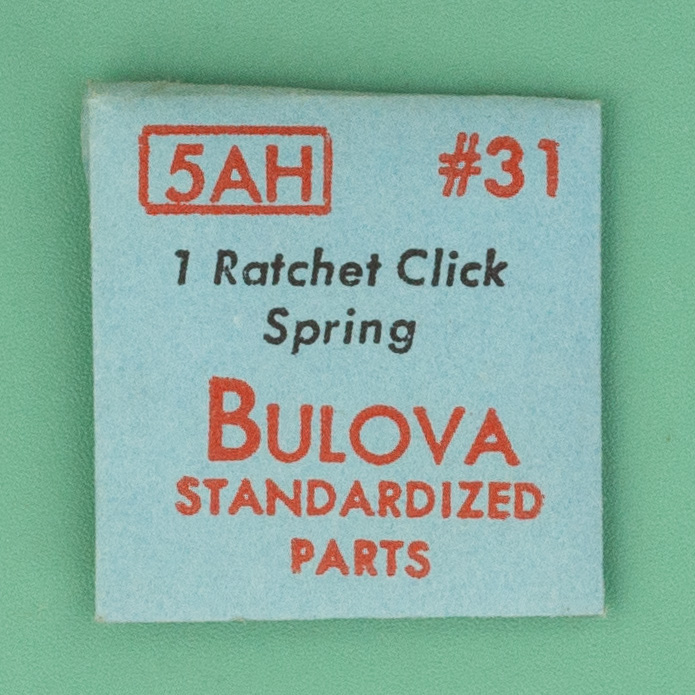 5AH #31
1 Ratchet Click
Spring
BULOVA
STANDARDIZED
PARTS